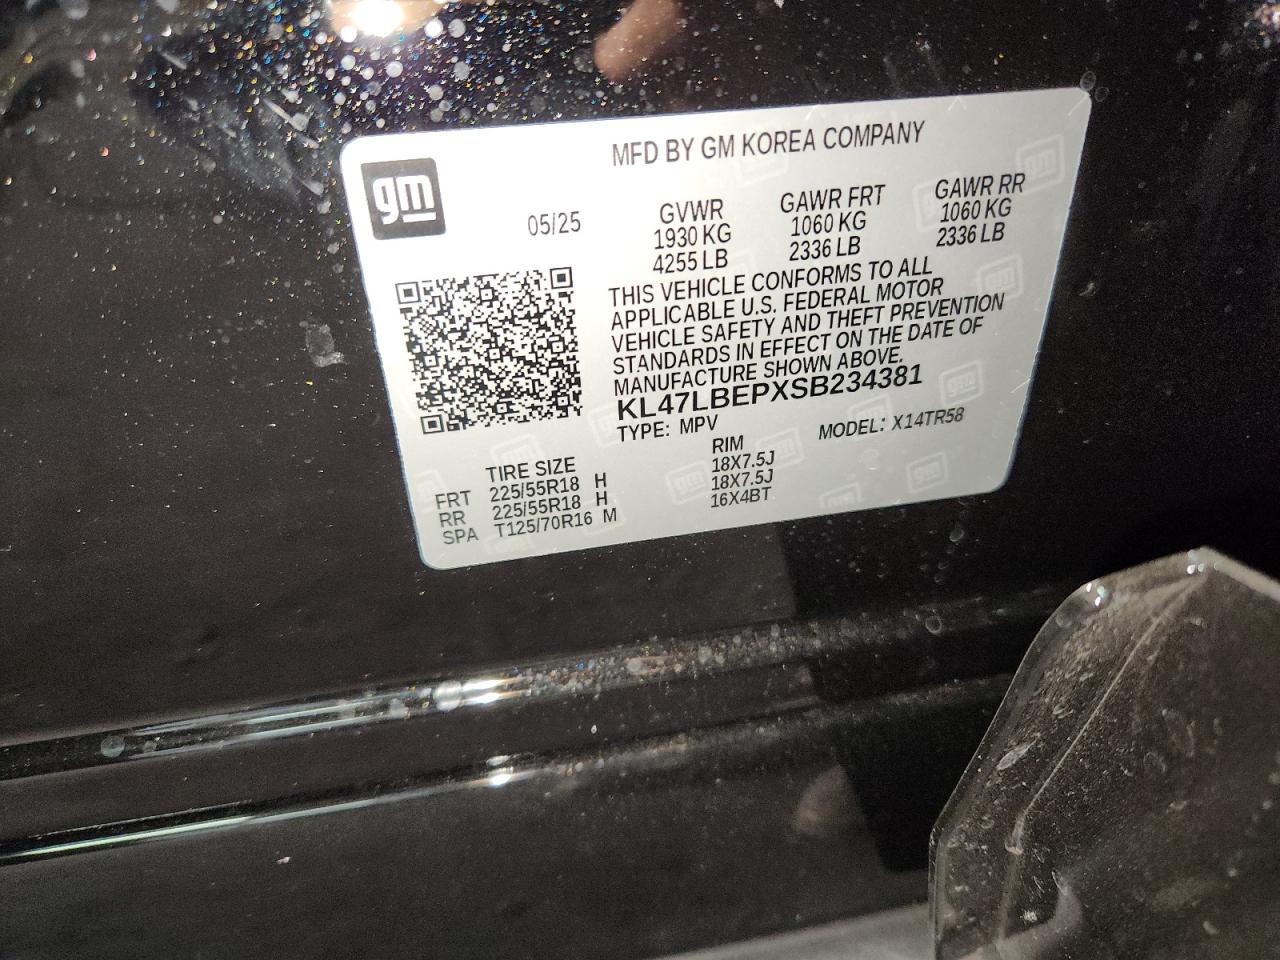 MFD BY GM KOREA COMPANY
gm
05/25
GVWR GAWR FRT GAWR RR
1930 KG 1060 KG 1060 KG
4255 LB 2336 LB 2336 LB
THIS VEHICLE CONFORMS TO ALL
APPLICABLE U.S. FEDERAL MOTOR
VEHICLE SAFETY AND THEFT PREVENTION
STANDARDS IN EFFECT ON THE DATE OF
MANUFACTURE SHOWN ABOVE.
KL47LBEPXSB234381
TYPE: MPV MODEL: X14TR58
TIRE SIZE RIM
FRT 225/55R18 H 18X7.5J
RR 225/55R18 H 18X7.5J
SPA T125/70R16 M 16X4BT